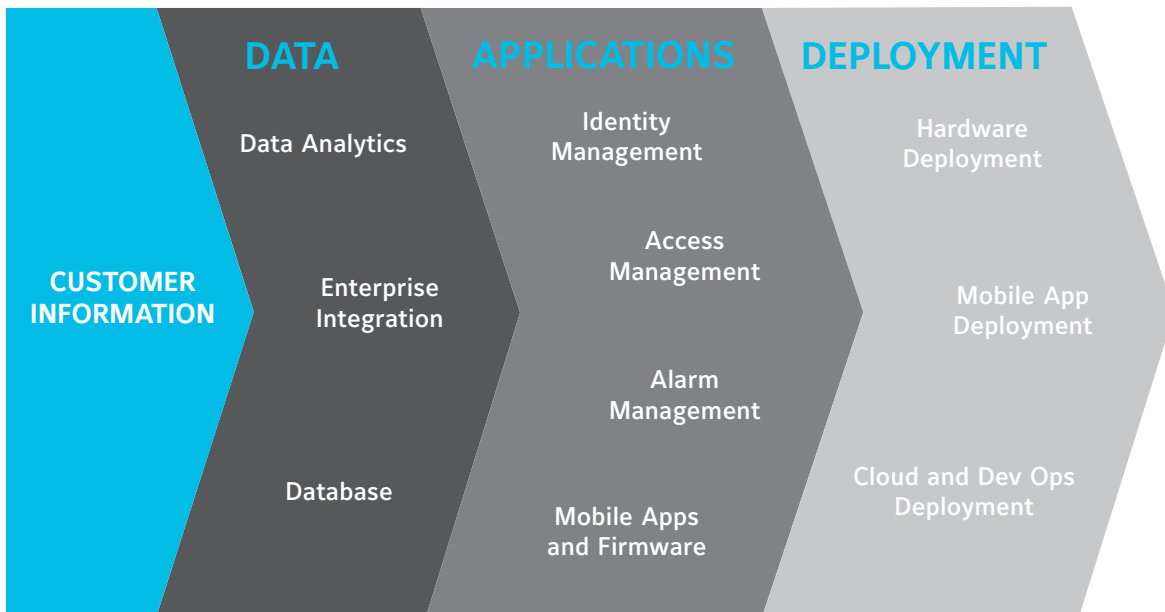 CUSTOMER
INFORMATION
DATA
Data Analytics
Enterprise
Integration
Database
APPLICATIONS
Identity
Management
Access
Management
Alarm
Management
Mobile Apps
and Firmware
DEPLOYMENT
Hardware
Deployment
Mobile App
Deployment
Cloud and Dev Ops
Deployment